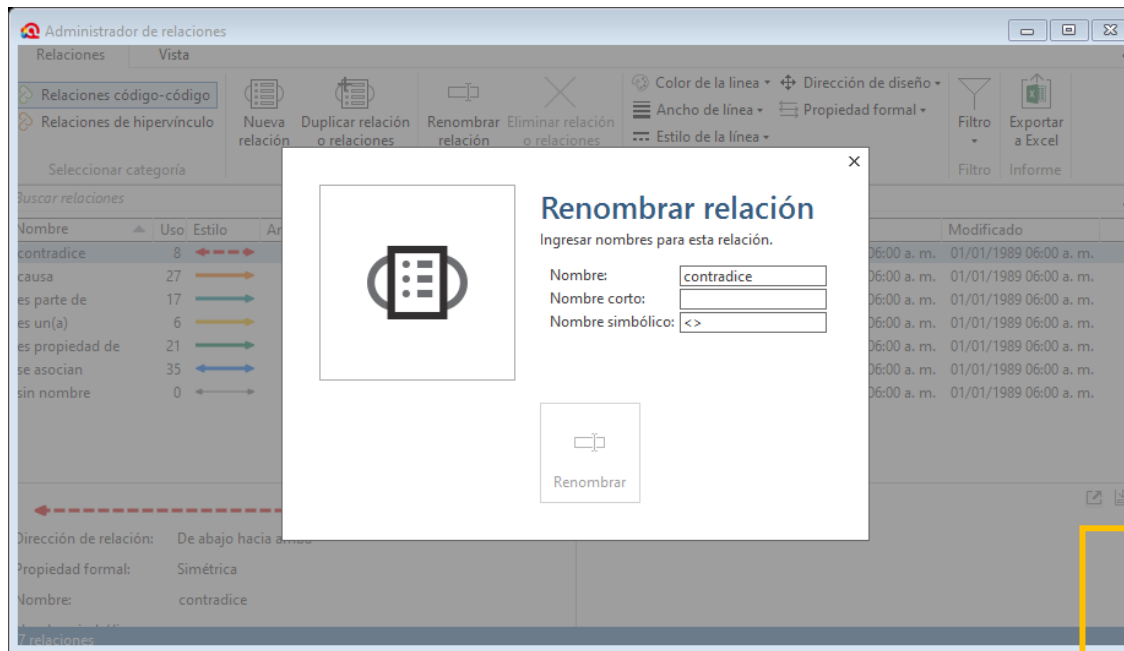 Administrador de relaciones
Relaciones Vista
Relaciones código-código
Relaciones de hipervínculo
Seleccionar categoría
Nueva relación
Duplicar relación o relaciones
Renombrar relación
Eliminar relación o relaciones
Color de la linea
Ancho de línea
Estilo de la línea
Dirección de diseño
Propiedad formal
Filtro
Exportar a Excel
Filtro Informe
Buscar relaciones
Nombre Uso Estilo Modificado
contradice 8 06:00 a. m. 01/01/1989 06:00 a. m.
causa 27 06:00 a. m. 01/01/1989 06:00 a. m.
es parte de 17 06:00 a. m. 01/01/1989 06:00 a. m.
es un(a) 6 06:00 a. m. 01/01/1989 06:00 a. m.
es propiedad de 21 06:00 a. m. 01/01/1989 06:00 a. m.
se asocian 35 06:00 a. m. 01/01/1989 06:00 a. m.
sin nombre 0 06:00 a. m. 01/01/1989 06:00 a. m.
Renombrar relación
Ingresar nombres para esta relación.
Nombre: contradice
Nombre corto:
Nombre simbólico: <>
Renombrar
Dirección de relación: De abajo hacia
Propiedad formal: Simétrica
Nombre: contradice
7 relaciones